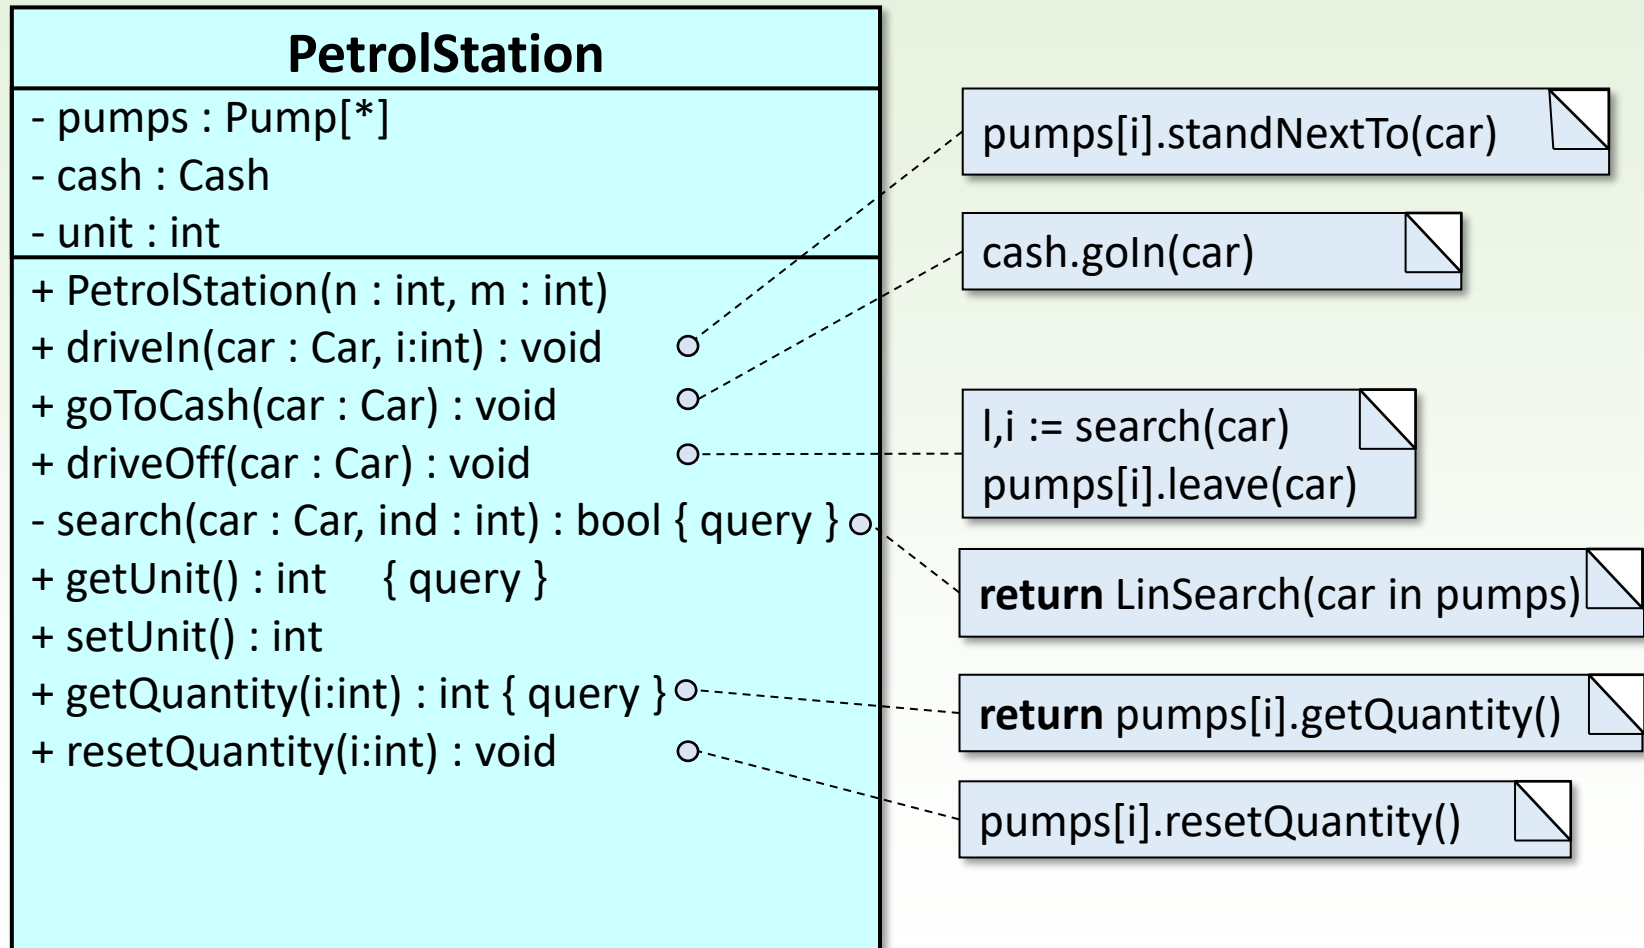 PetrolStation
- pumps : Pump[*]
- cash : Cash
- unit : int
+ PetrolStation(n : int, m : int)
+ driveIn(car : Car, i:int) : void
+ goToCash(car : Car) : void
+ driveOff(car : Car) : void
- search(car : Car, ind : int) : bool { query }
+ getUnit() : int { query }
+ setUnit() : int
+ getQuantity(i:int) : int { query }
+ resetQuantity(i:int) : void
pumps[i].standNextTo(car)
cash.goIn(car)
l,i := search(car)
pumps[i].leave(car)
return LinSearch(car in pumps)
return pumps[i].getQuantity()
pumps[i].resetQuantity()